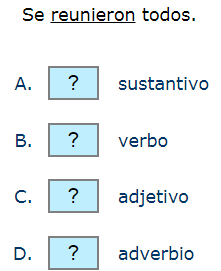 Se reunieron todos.
A. ? sustantivo
B. ? verbo
C. ? adjetivo
D. ? adverbio